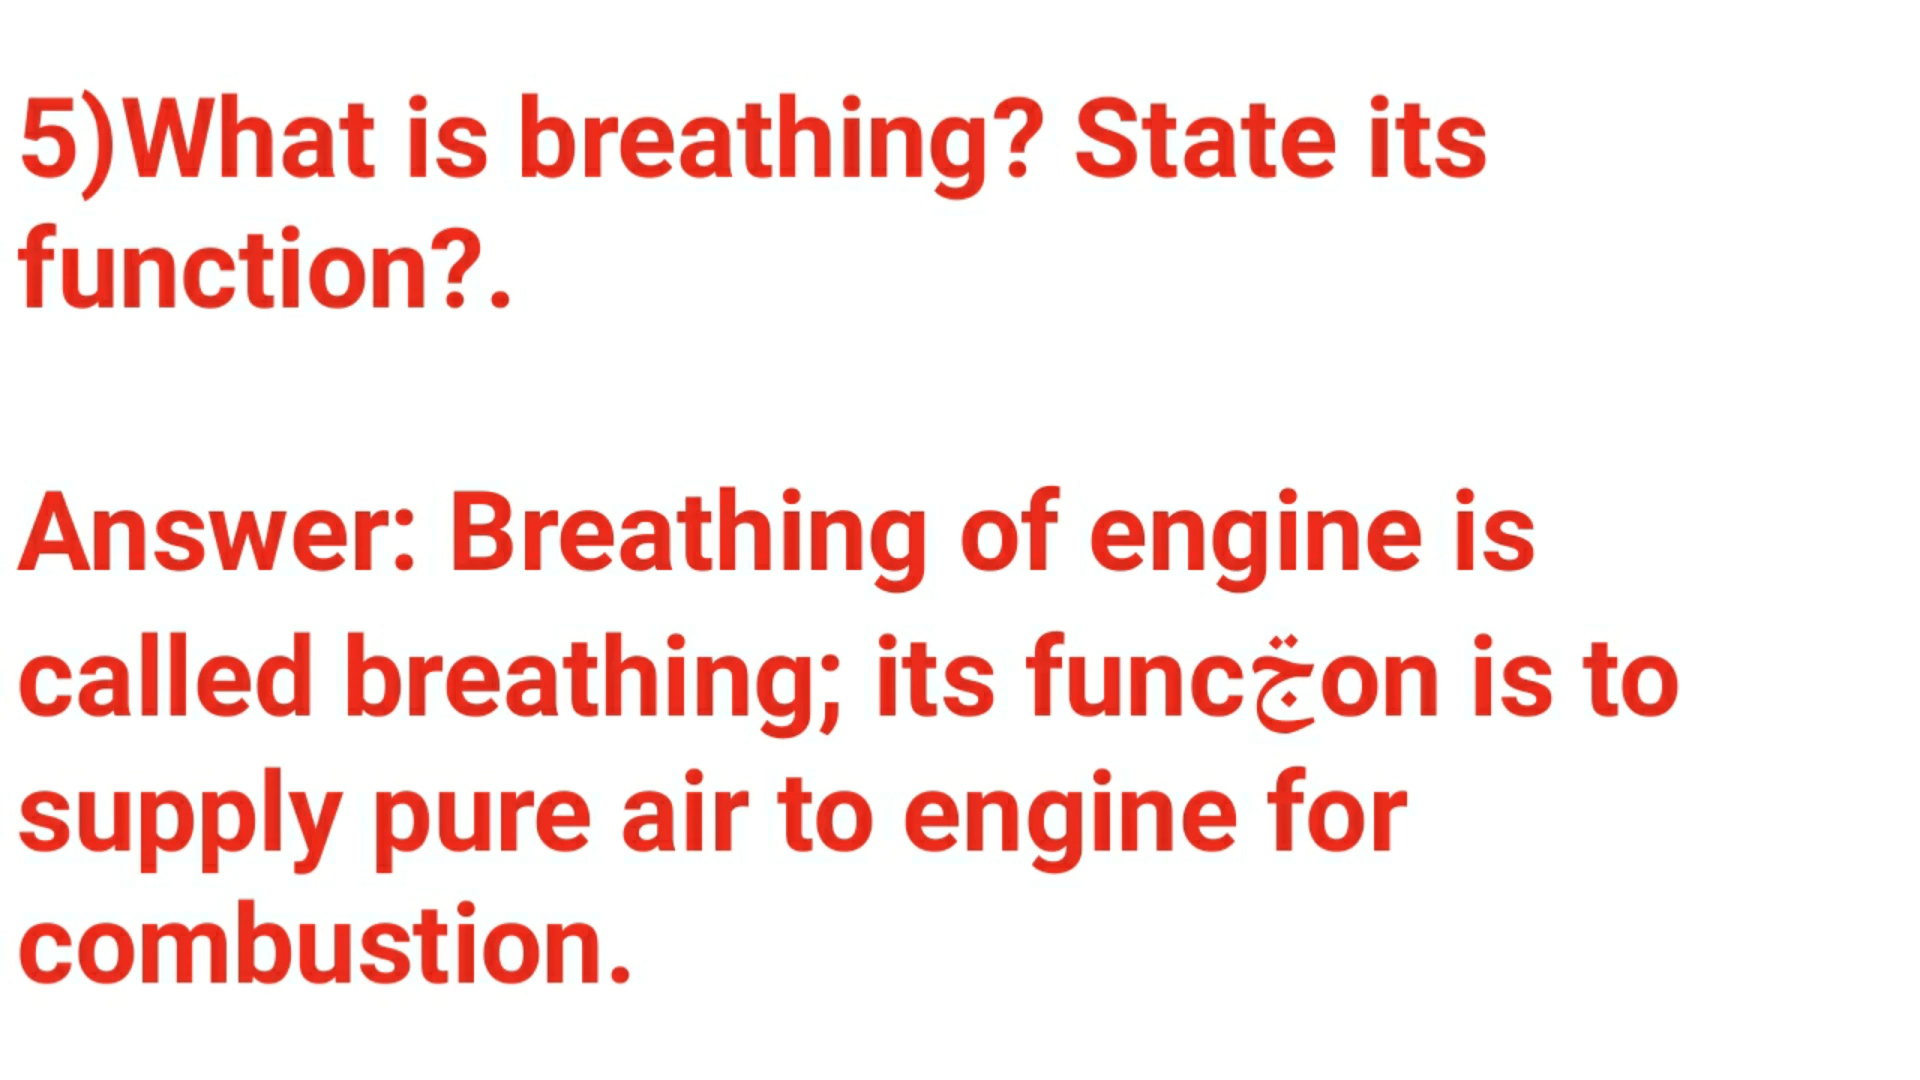 5)What is breathing? State its
function?.
Answer: Breathing of engine is
called breathing; its funcڗon is to
supply pure air to engine for
combustion.